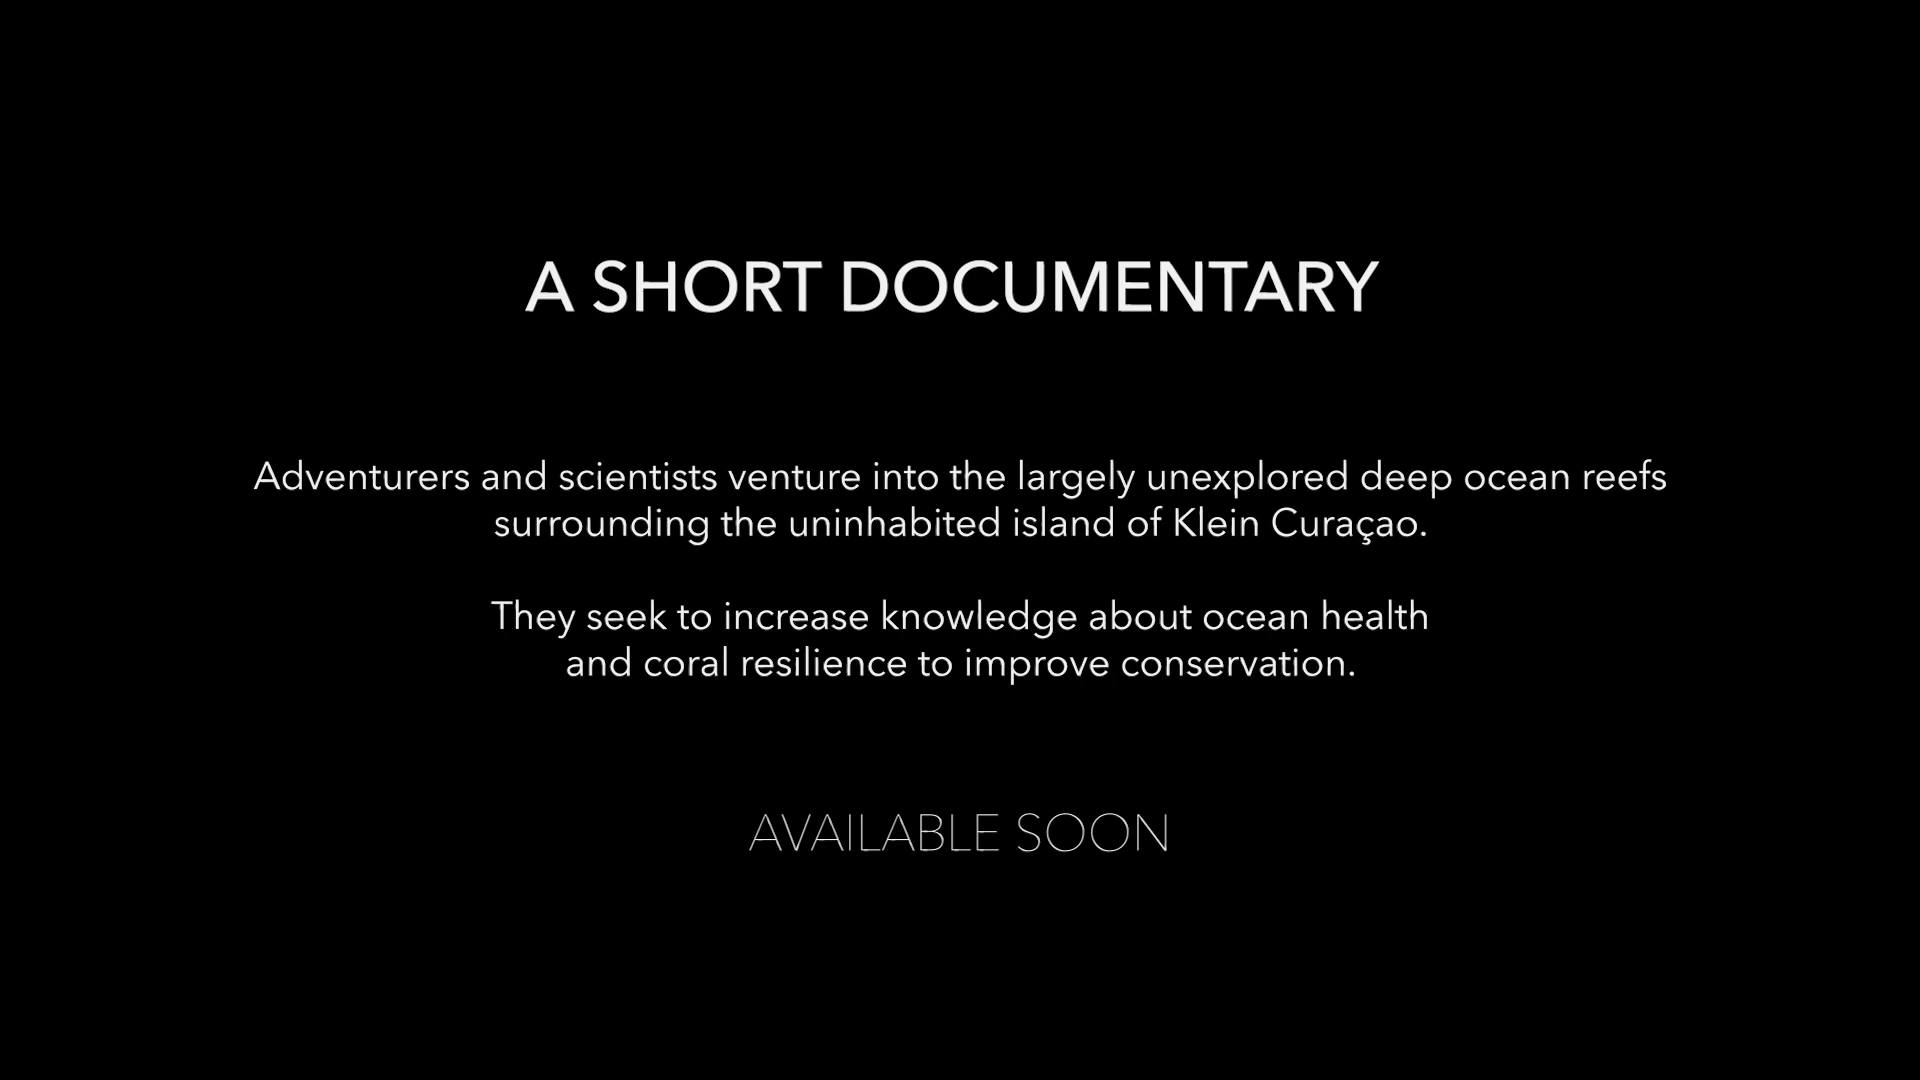 A SHORT DOCUMENTARY
Adventurers and scientists venture into the largely unexplored deep ocean reefs
surrounding the uninhabited island of Klein Curaçao.
They seek to increase knowledge about ocean health
and coral resilience to improve conservation.
AVAILABLE SOON